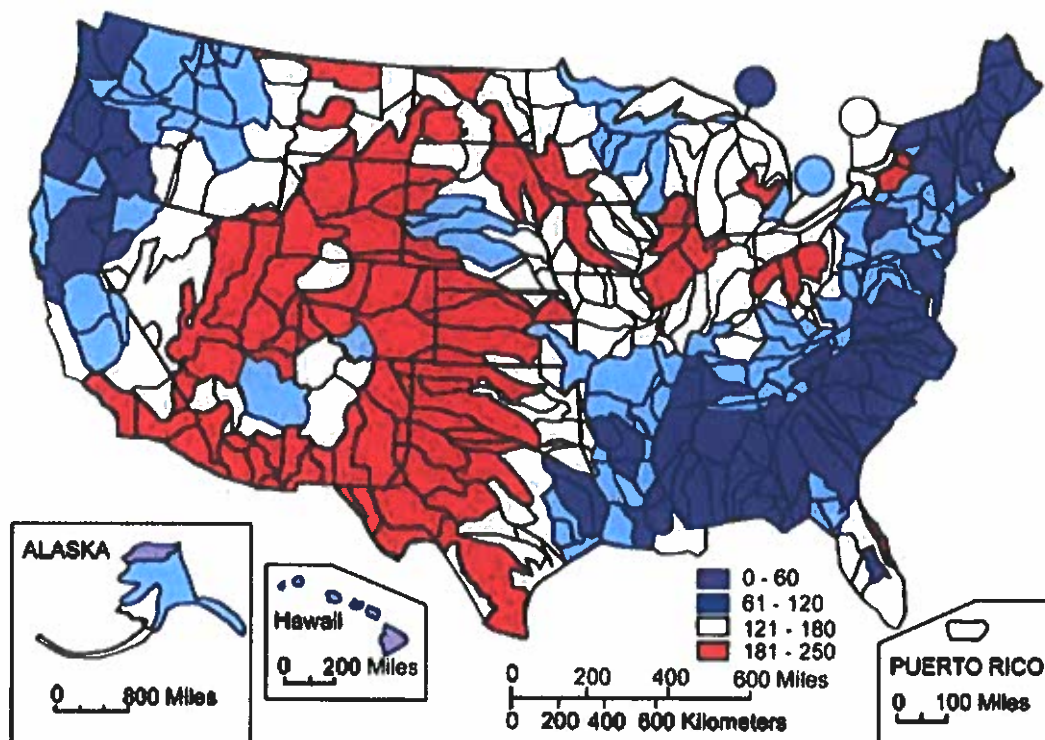 ALASKA
0 800 Miles
Hawaii
0 200 Miles
0 - 60
61 - 120
121 - 180
181 - 250
0 200 400 600 Miles
0 200 400 600 Kilometers
PUERTO RICO
0 100 Miles